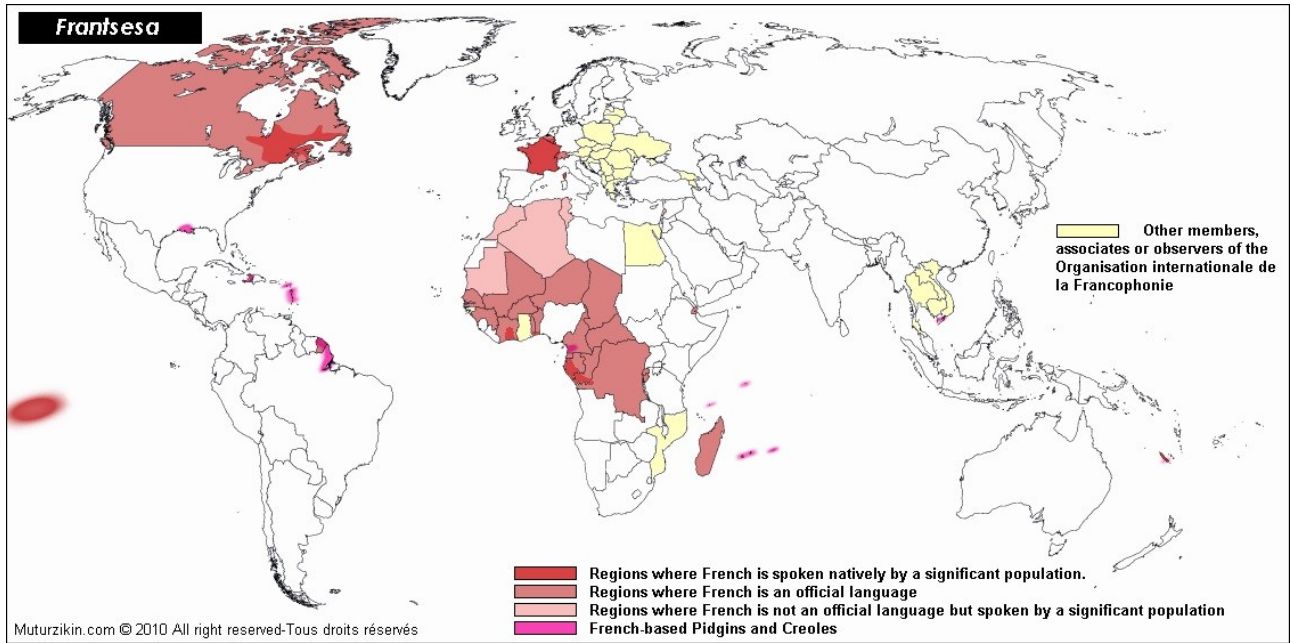 Frantsesa
Other members,
associates or observers of the
Organisation internationale de
la Francophonie
Regions where French is spoken natively by a significant population.
Regions where French is an official language
Regions where French is not an official language but spoken by a significant population
French-based Pidgins and Creoles
Muturzikin.com © 2010 All right reserved-Tous droits réservés